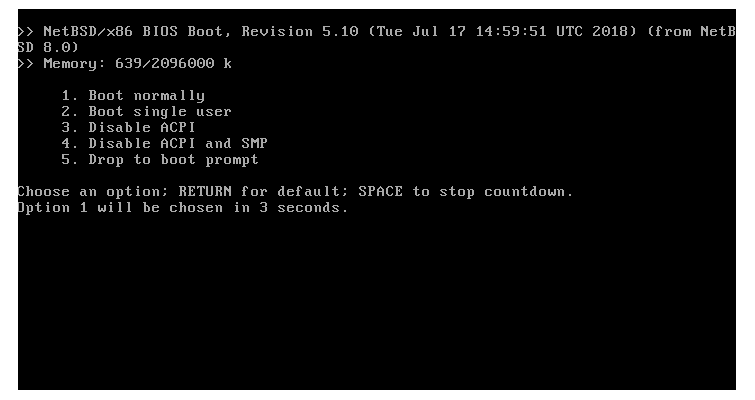 >> NetBSD/x86 BIOS Boot, Revision 5.10 (Tue Jul 17 14:59:51 UTC 2018) (from NetB
SD 8.0)
>> Memory: 639/2096000 k
1. Boot normally
2. Boot single user
3. Disable ACPI
4. Disable ACPI and SMP
5. Drop to boot prompt
Choose an option; RETURN for default; SPACE to stop countdown.
Option 1 will be chosen in 3 seconds.